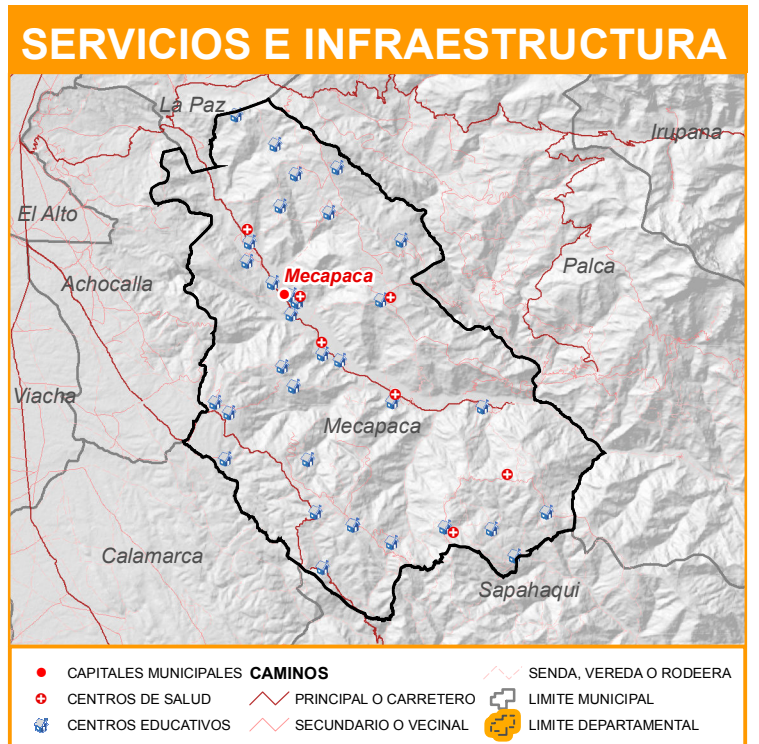 SERVICIOS E INFRAESTRUCTURA
La Paz
Irupana
El Alto
Palca
Achocalla
Mecapaca
Viacha
Mecapaca
Calamarca
Sapahaqui
CAPITALES MUNICIPALES
CENTROS DE SALUD
CENTROS EDUCATIVOS
CAMINOS
PRINCIPAL O CARRETERO
SECUNDARIO O VECINAL
SENDA, VEREDA O RODEERA
LIMITE MUNICIPAL
LIMITE DEPARTAMENTAL